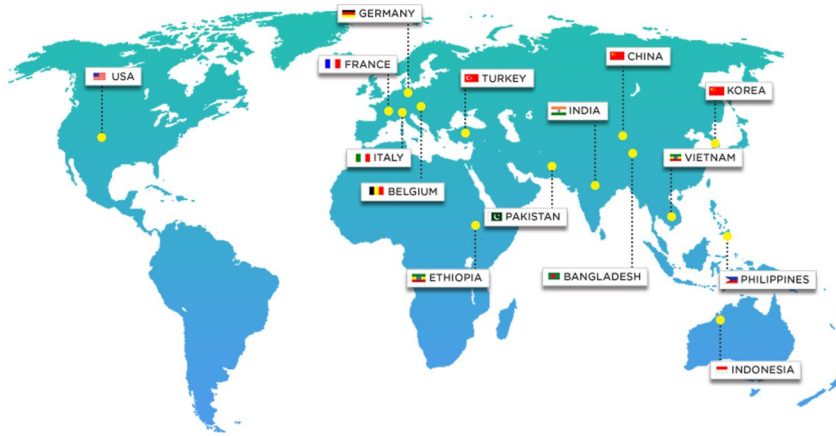 GERMANY
USA
FRANCE
TURKEY
CHINA
KOREA
INDIA
ITALY
VIETNAM
BELGIUM
PAKISTAN
ETHIOPIA
BANGLADESH
PHILIPPINES
INDONESIA